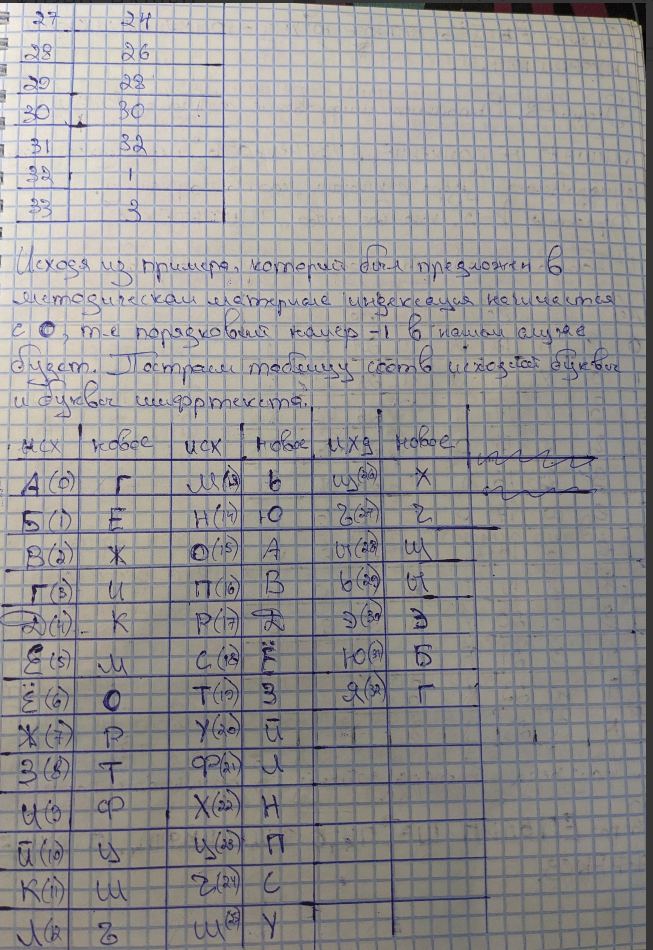 27 24
28 26
29 28
30 30
31 32
32 1
33 3
Исходя из примера, который был предложен в
методическом материале индексация начинается
с 0, т-е порядковый номер -1 в нашем случае
будет. Построим таблицу соотв исходной буквы
и буквы шифортекста.
исх новое исх новое ихд новое
А(0) Г М(13) Ь Щ(26) Х
Б(1) Е Н(14) Ю Ъ(27) Ч
В(2) Ж О(15) А Ы(28) Щ
Г(3) И П(16) В Ь(29) Ы
Д(4) К Р(17) Д Э(30) Э
Е(5) М С(18) Ё Ю(31) Б
Ё(6) О Т(19) З Я(32) Г
Ж(7) Р У(20) Й
З(8) Т Ф(21) Л
И(9) Ф Х(22) Н
Й(10) Ц Ц(23) П
К(11) Ш Ч(24) С
Л(12 Ъ Ш(25) У